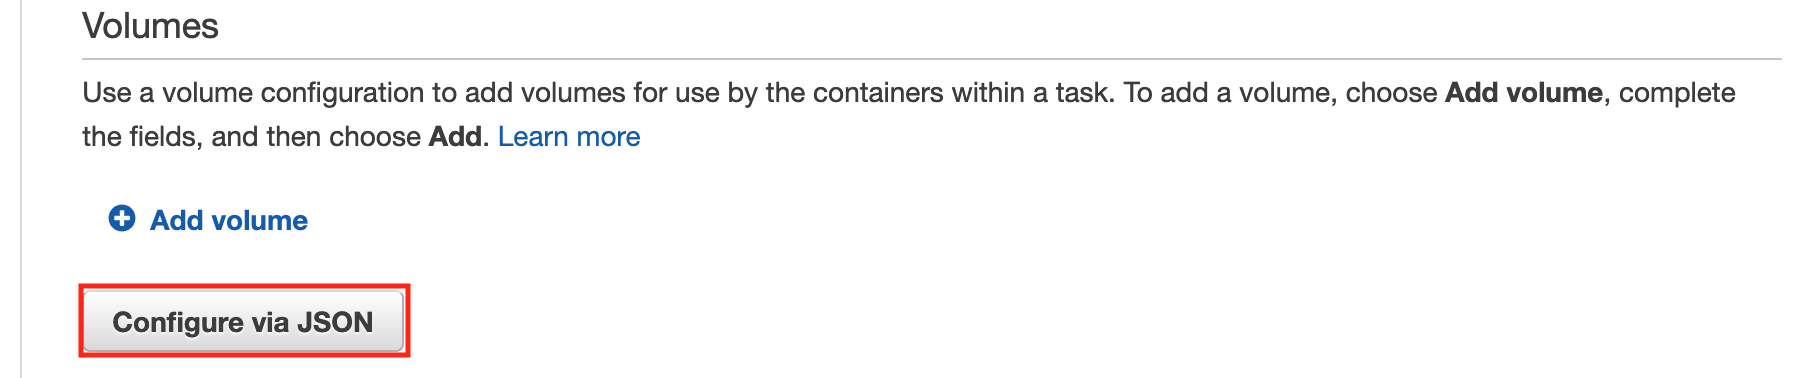 Volumes
Use a volume configuration to add volumes for use by the containers within a task. To add a volume, choose Add volume, complete
the fields, and then choose Add. Learn more
Add volume
Configure via JSON